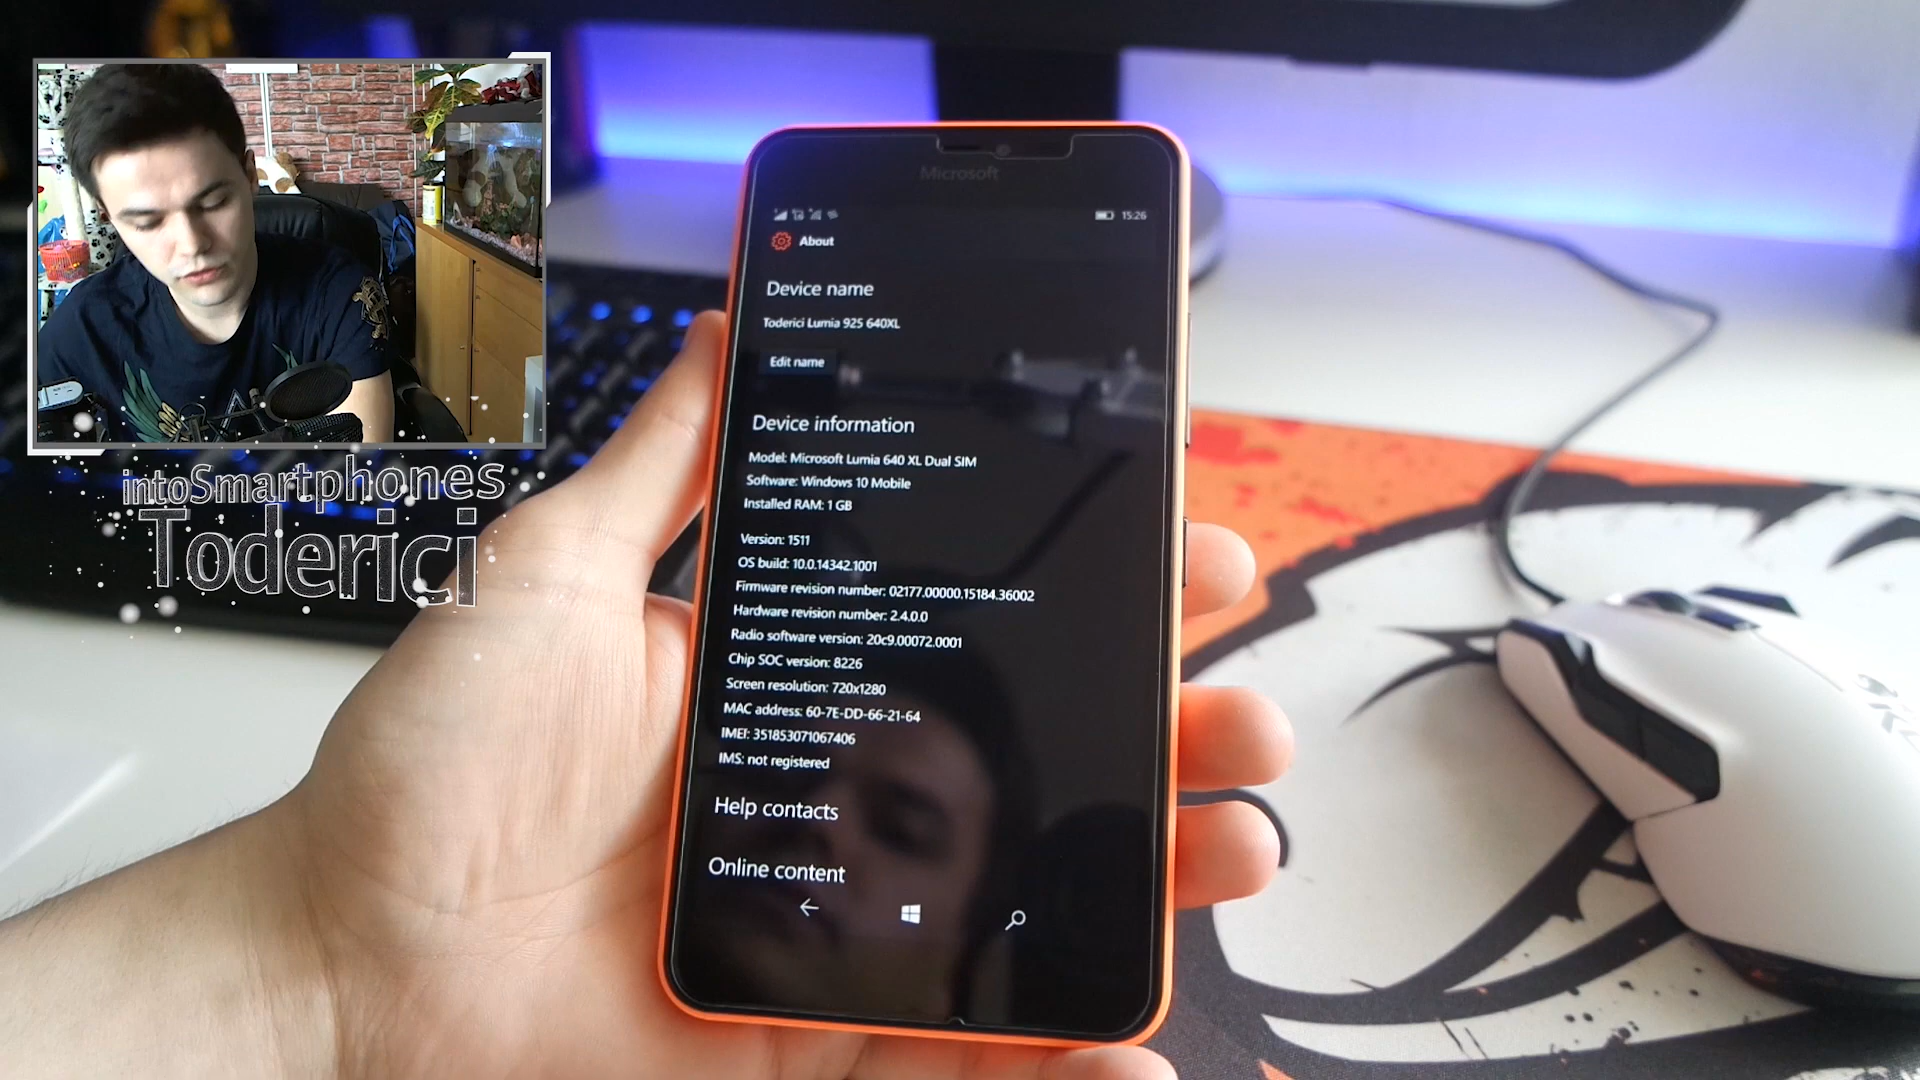 intoSmartphones
Toderici
Microsoft
15:26
About
Device name
Toderici Lumia 925 640XL
Edit name
Device information
Model: Microsoft Lumia 640 XL Dual SIM
Software: Windows 10 Mobile
Installed RAM: 1 GB
Version: 1511
OS build: 10.0.14342.1001
Firmware revision number: 02177.00000.15184.36002
Hardware revision number: 2.4.0.0
Radio software version: 20c9.00072.0001
Chip SOC version: 8226
Screen resolution: 720x1280
MAC address: 60-7E-DD-66-21-64
IMEI: 351853071067406
IMS: not registered
Help contacts
Online content